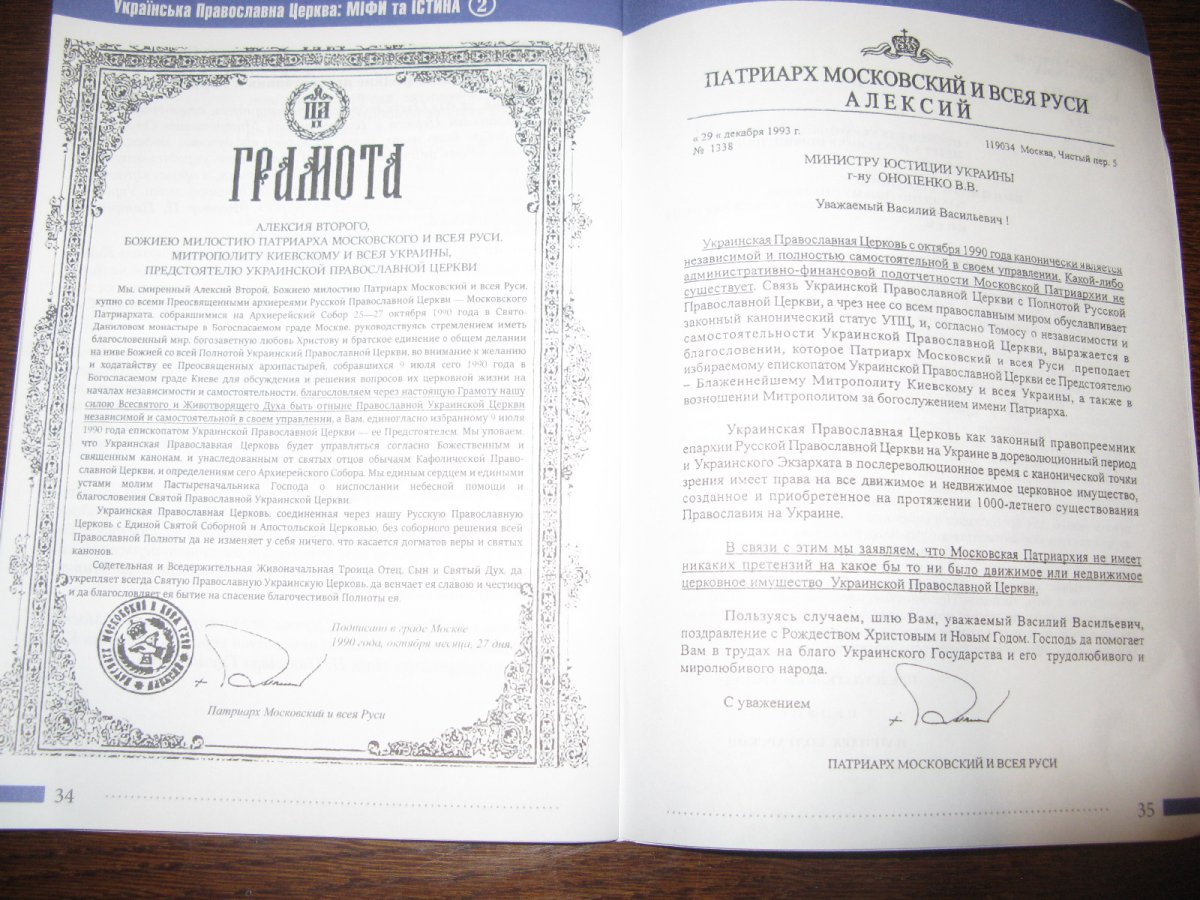 Українська Православна Церква: МІФИ та ІСТИНА 2
ПА
II
ГРАМОТА
АЛЕКСИЯ ВТОРОГО,
БОЖИЕЮ МИЛОСТИЮ ПАТРИАРХА МОСКОВСКОГО И ВСЕЯ РУСИ,
МИТРОПОЛИТУ КИЕВСКОМУ И ВСЕЯ УКРАИНЫ,
ПРЕДСТОЯТЕЛЮ УКРАИНСКОЙ ПРАВОСЛАВНОЙ ЦЕРКВИ
Мы, смиренный Алексий Второй, Божиею милостию Патриарх Московский и всея Руси,
купно со всеми Преосвященными архиереями Русской Православной Церкви — Московского
Патриархата, собравшимися на Архиерейский Собор 25—27 октября 1990 года в Свято-
Даниловом монастыре в Богоспасаемом граде Москве, руководствуясь стремлением иметь
благословенный мир, богозаветную любовь Христову и братское единение о общем делании
на ниве Божией со всей Полнотой Украинский Православной Церкви, во внимание к желанию
и ходатайству ее Преосвященных архипастырей, собравшихся 9 июля сего 1990 года в
Богоспасаемом граде Киеве для обсуждения и решения вопросов их церковной жизни на
началах независимости и самостоятельности, благословляем через настоящую Грамоту нашу
силою Всесвятого и Животворящего Духа быть отныне Православной Украинской Церкви
независимой и самостоятельной в своем управлении, а Вам, единогласно избранному 9 июля
1990 года епископатом Украинской Православной Церкви — ее Предстоятелем. Мы уповаем,
что Украинская Православная Церковь будет управляться согласно Божественным и
священным канонам, и унаследованным от святых отцов обычаям Кафолической Право-
славной Церкви, и определениям сего Архиерейского Собора. Мы единым сердцем и едиными
устами молим Пастыреначальника Господа о ниспослании небесной помощи и
благословения Святой Православной Украинской Церкви.
Украинская Православная Церковь, соединенная через нашу Русскую Православную
Церковь с Единой Святой Соборной и Апостольской Церковью, без соборного решения всей
Православной Полноты да не изменяет у себя ничего, что касается догматов веры и святых
канонов.
Содетельная и Вседержительная Живоначальная Троица Отец, Сын и Святый Дух, да
укрепляет всегда Святую Православную Украинскую Церковь, да венчает ея славою и честию
и да благословляет ея бытие на спасение благочестивой Полноты ея.
Подписано в граде Москве
1990 года, октября месяца, 27 дня.
Патриарх Московский и всея Руси
34
ПАТРИАРХ МОСКОВСКИЙ И ВСЕЯ РУСИ
АЛЕКСИЙ
« 29 « декабря 1993 г.
№ 1338
119034 Москва, Чистый пер. 5
МИНИСТРУ ЮСТИЦИИ УКРАИНЫ
г-ну ОНОПЕНКО В.В.
Уважаемый Василий Васильевич !
Украинская Православная Церковь с октября 1990 года канонически является
независимой и полностью самостоятельной в своем управлении. Какой-либо
административно-финансовой подотчетности Московской Патриархии не
существует. Связь Украинской Православной Церкви с Полнотой Русской
Православной Церкви, а чрез нее со всем православным миром обуславливает
законный канонический статус УПЦ, и, согласно Томосу о независимости и
самостоятельности Украинской Православной Церкви, выражается в
благословении, которое Патриарх Московский и всея Руси преподает
избираемому епископатом Украинской Православной Церкви ее Предстоятелю
– Блаженнейшему Митрополиту Киевскому и всея Украины, а также в
возношении Митрополитом за богослужением имени Патриарха.
Украинская Православная Церковь как законный правопреемник
епархии Русской Православной Церкви на Украине в дореволюционный период
и Украинского Экзархата в послереволюционное время с канонической точки
зрения имеет права на все движимое и недвижимое церковное имущество,
созданное и приобретенное на протяжении 1000-летнего существования
Православия на Украине.
В связи с этим мы заявляем, что Московская Патриархия не имеет
никаких претензий на какое бы то ни было движимое или недвижимое
церковное имущество Украинской Православной Церкви.
Пользуясь случаем, шлю Вам, уважаемый Василий Васильевич,
поздравление с Рождеством Христовым и Новым Годом. Господь да помогает
Вам в трудах на благо Украинского Государства и его трудолюбивого и
миролюбивого народа.
С уважением
ПАТРИАРХ МОСКОВСКИЙ И ВСЕЯ РУСИ
35